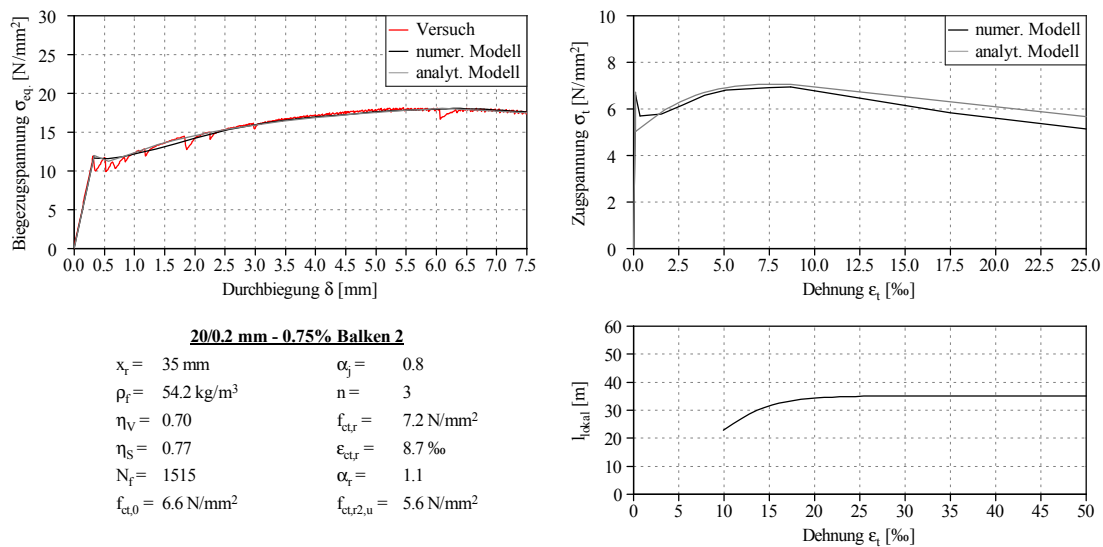 Biegezugspannung σeq. [N/mm²]
30
25
20
15
10
5
0
Versuch
numer. Modell
analyt. Modell
0.0 0.5 1.0 1.5 2.0 2.5 3.0 3.5 4.0 4.5 5.0 5.5 6.0 6.5 7.0 7.5
Durchbiegung δ [mm]
Zugspannung σt [N/mm²]
10
8
6
4
2
0
numer. Modell
analyt. Modell
0.0 2.5 5.0 7.5 10.0 12.5 15.0 17.5 20.0 22.5 25.0
Dehnung εt [‰]
20/0.2 mm - 0.75% Balken 2
xr = 35 mm αj = 0.8
ρf = 54.2 kg/m³ n = 3
ηV = 0.70 fct,r = 7.2 N/mm²
ηS = 0.77 εct,r = 8.7 ‰
Nf = 1515 αr = 1.1
fct,0 = 6.6 N/mm² fct,r2,u = 5.6 N/mm²
llokal [m]
60
50
40
30
20
10
0
0.0 5 10 15 20 25 30 35 40 45 50
Dehnung εt [‰]